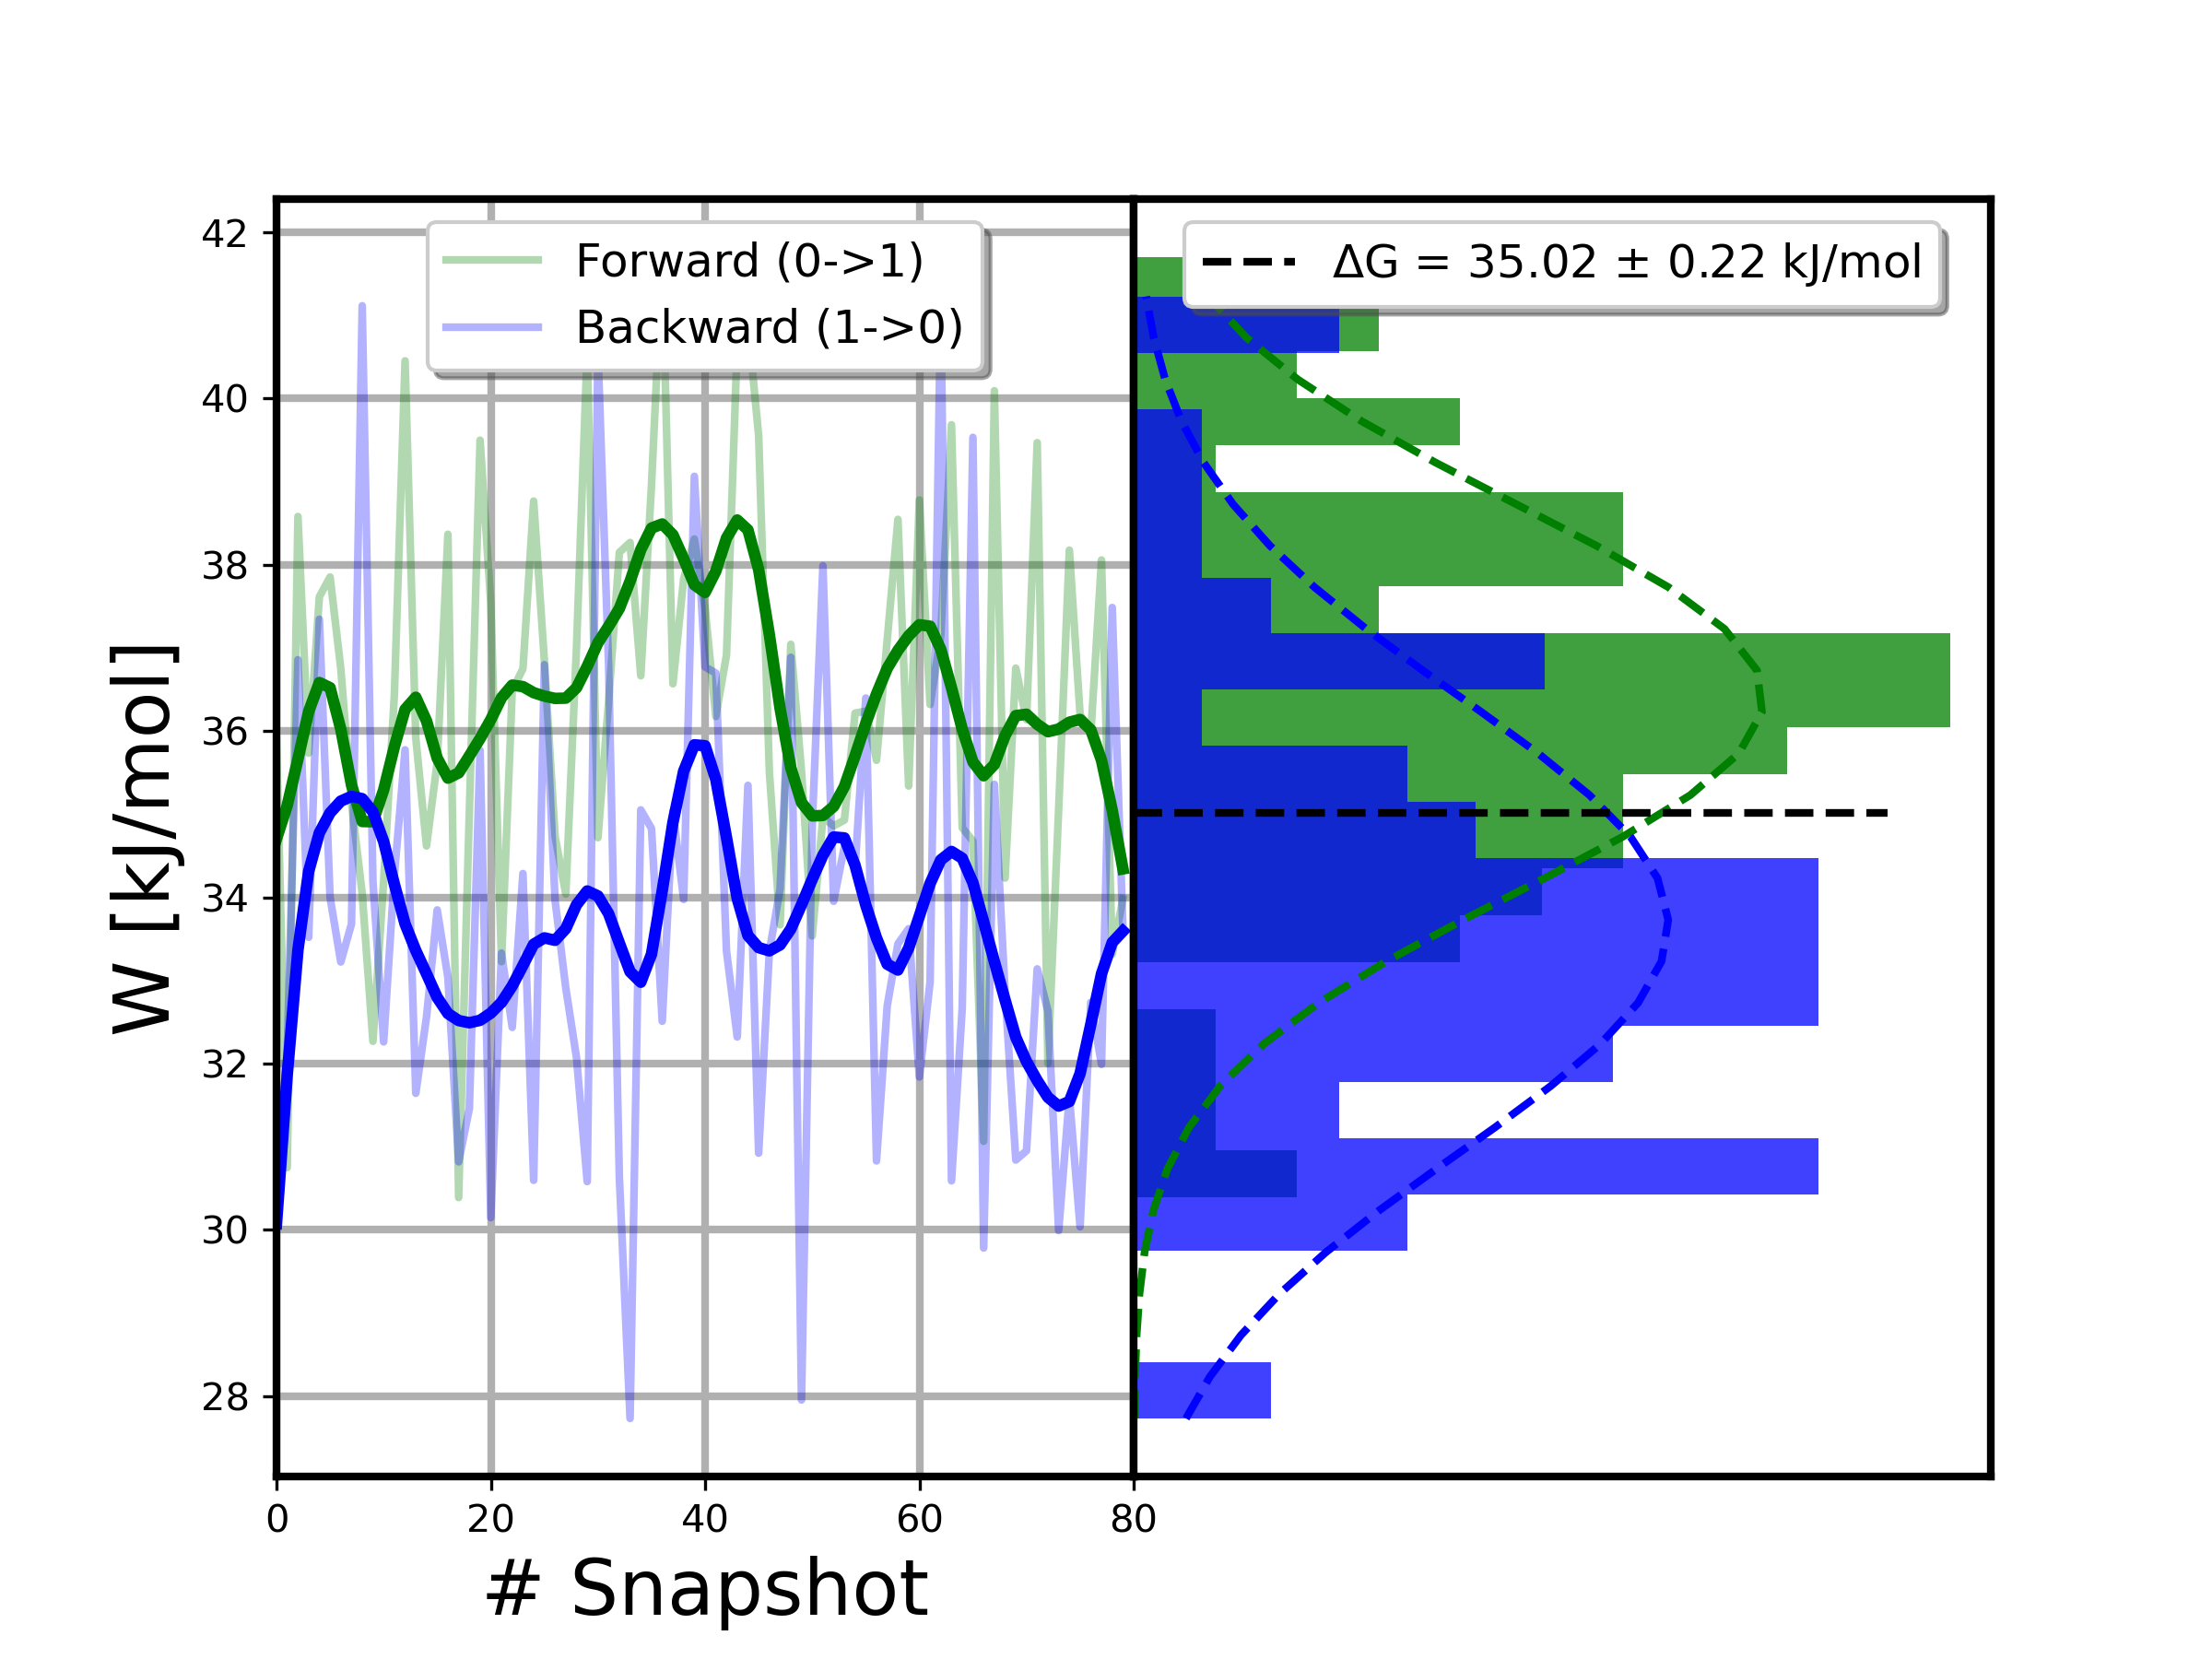 Forward (0->1)
Backward (1->0)
ΔG = 35.02 ± 0.22 kJ/mol
W [kJ/mol]
42
40
38
36
34
32
30
28
0 20 40 60 80
# Snapshot